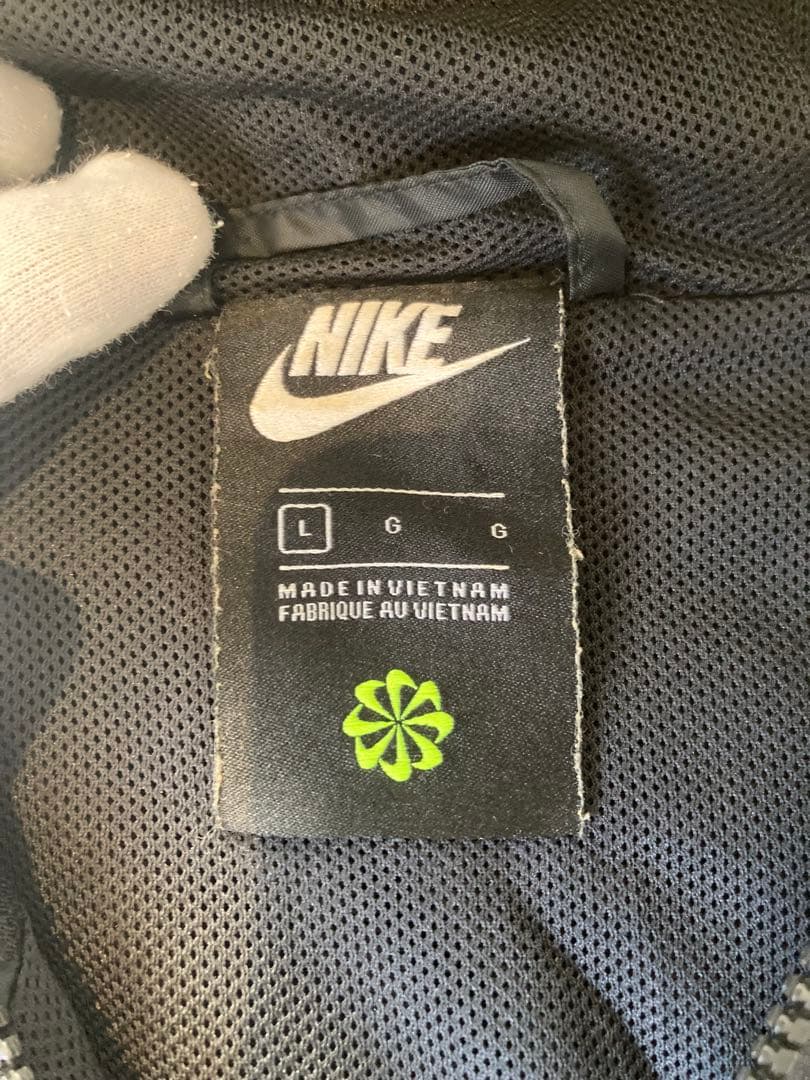 NIKE
L G G
MADE IN VIETNAM
FABRIQUE AU VIETNAM